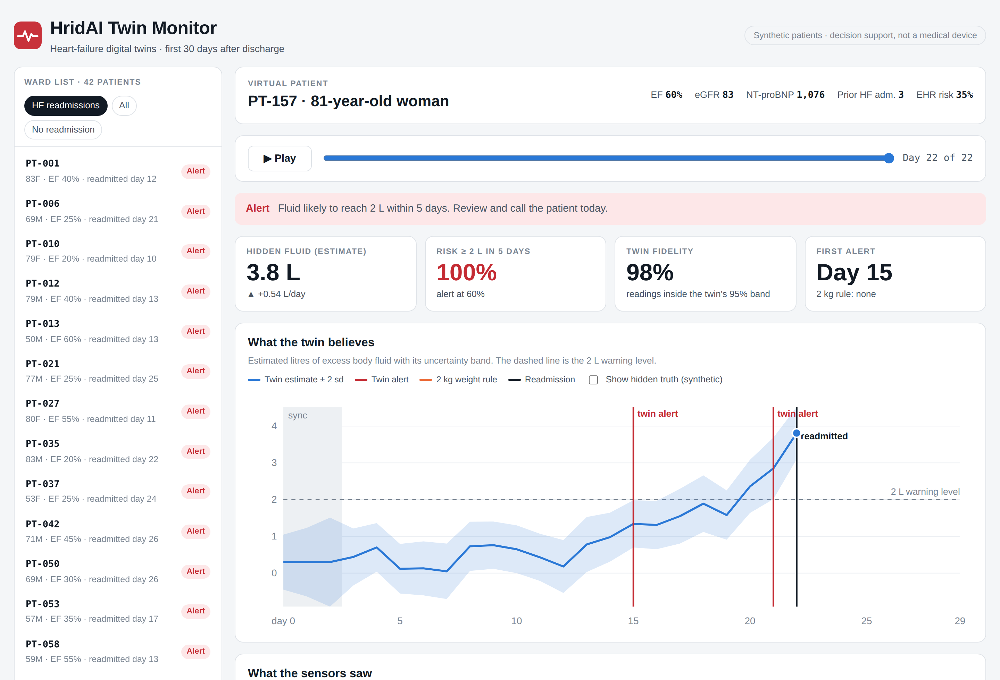 HridAI Twin Monitor
Heart-failure digital twins · first 30 days after discharge
Synthetic patients · decision support, not a medical device
WARD LIST · 42 PATIENTS
HF readmissions
All
No readmission
PT-001
83F · EF 40% · readmitted day 12
Alert
PT-006
69M · EF 25% · readmitted day 21
Alert
PT-010
79F · EF 20% · readmitted day 10
Alert
PT-012
79M · EF 40% · readmitted day 13
Alert
PT-013
50M · EF 60% · readmitted day 13
Alert
PT-021
77M · EF 25% · readmitted day 25
Alert
PT-027
80F · EF 55% · readmitted day 11
Alert
PT-035
83M · EF 20% · readmitted day 22
Alert
PT-037
53F · EF 25% · readmitted day 24
Alert
PT-042
71M · EF 45% · readmitted day 26
Alert
PT-050
69M · EF 30% · readmitted day 26
Alert
PT-053
57M · EF 35% · readmitted day 17
Alert
PT-058
59M · EF 55% · readmitted day 13
Alert
VIRTUAL PATIENT
PT-157 · 81-year-old woman
EF 60% eGFR 83 NT-proBNP 1,076 Prior HF adm. 3 EHR risk 35%
▶ Play
Day 22 of 22
Alert Fluid likely to reach 2 L within 5 days. Review and call the patient today.
HIDDEN FLUID (ESTIMATE)
3.8 L
▲ +0.54 L/day
RISK ≥ 2 L IN 5 DAYS
100%
alert at 60%
TWIN FIDELITY
98%
readings inside the twin's 95% band
FIRST ALERT
Day 15
2 kg rule: none
What the twin believes
Estimated litres of excess body fluid with its uncertainty band. The dashed line is the 2 L warning level.
Twin estimate ± 2 sd
Twin alert
2 kg weight rule
Readmission
Show hidden truth (synthetic)
sync
twin alert
twin alert
readmitted
2 L warning level
4
3
2
1
0
day 0
5
10
15
20
25
29
What the sensors saw